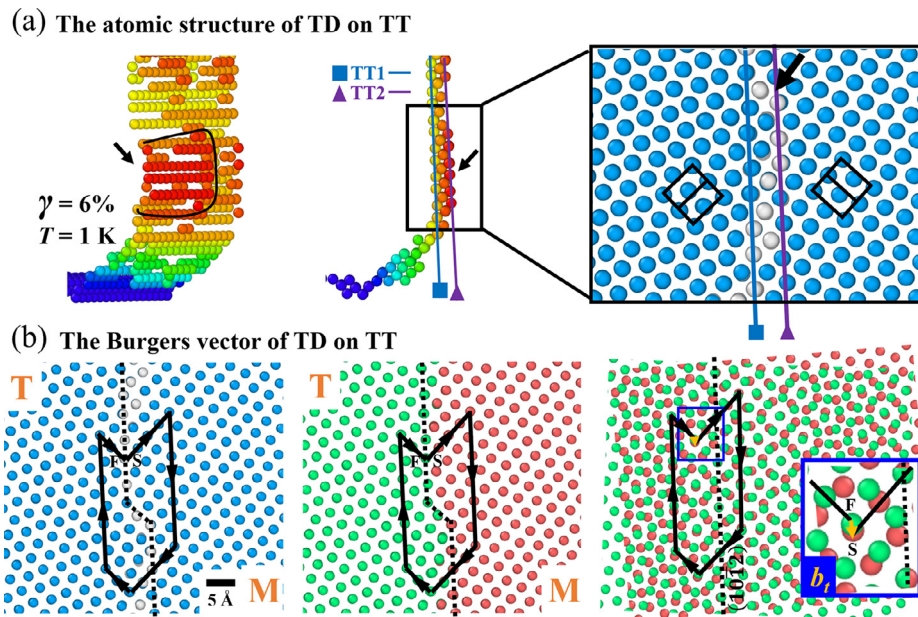 (a) The atomic structure of TD on TT
TT1
TT2
γ = 6%
T = 1 K
(b) The Burgers vector of TD on TT
T
F S
5 Å
M
T
F S
M
(1̄012)
F
S
b_t